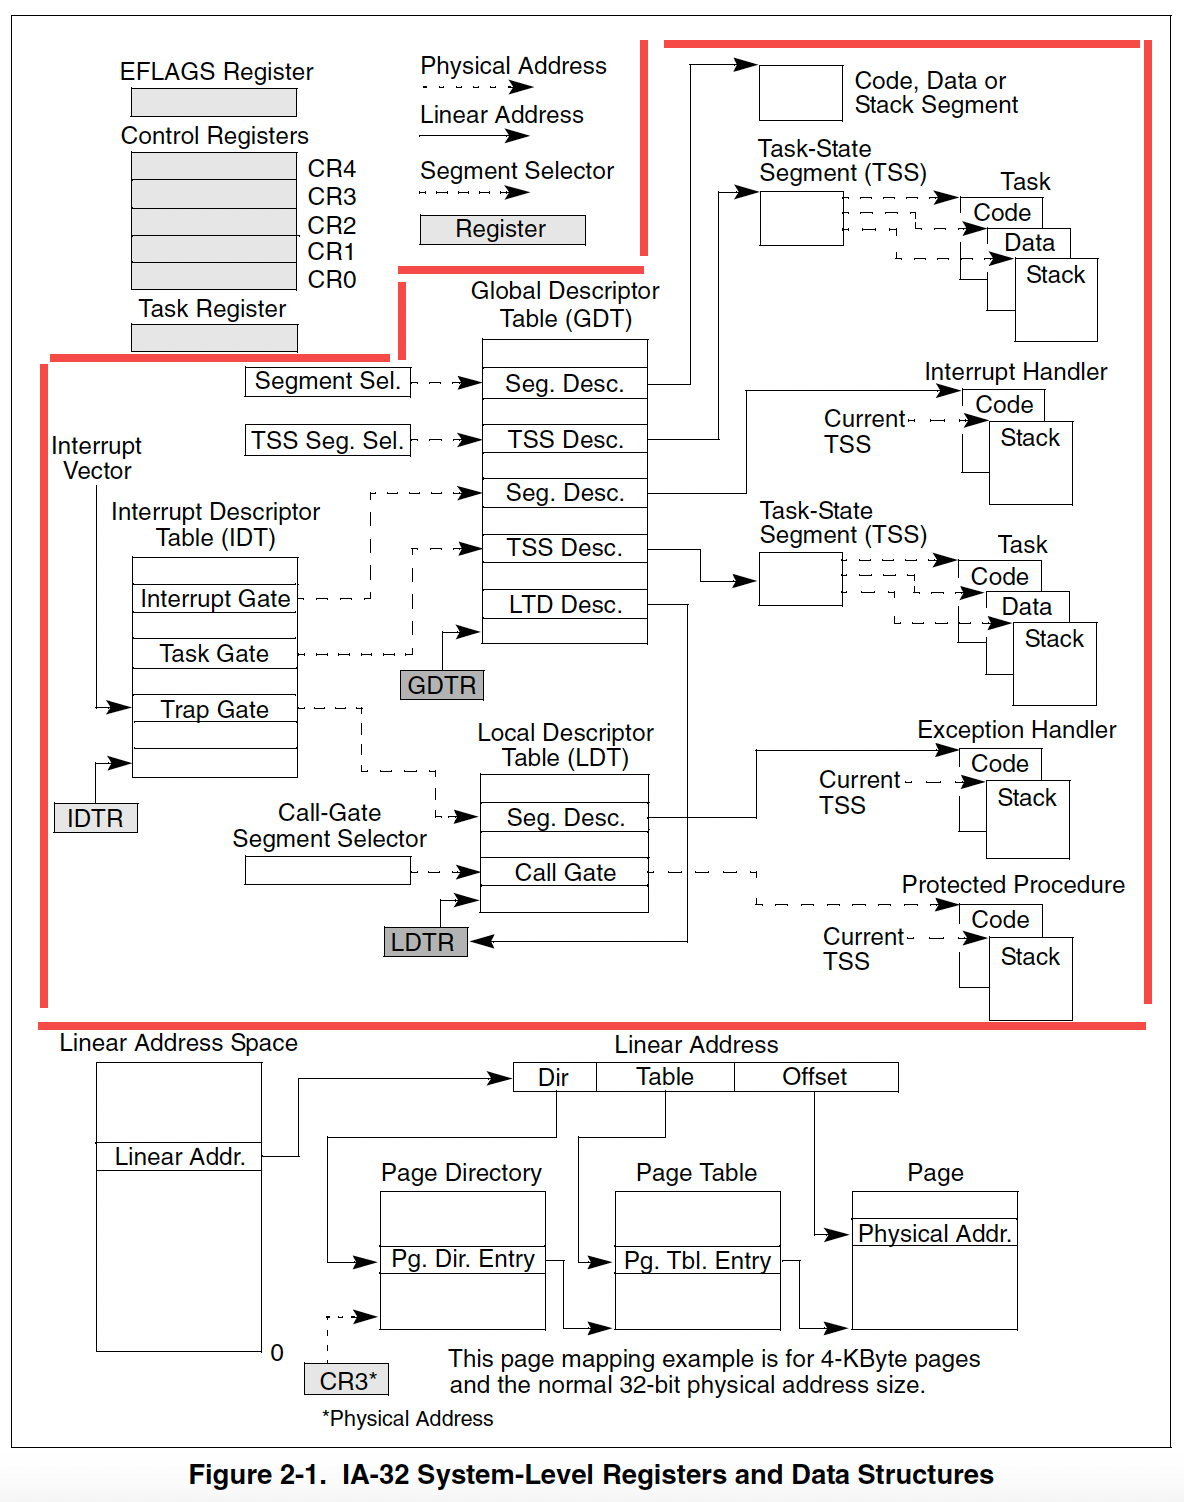 EFLAGS Register
Control Registers
CR4
CR3
CR2
CR1
CR0
Task Register
Physical Address
Linear Address
Segment Selector
Register
Code, Data or
Stack Segment
Task-State
Segment (TSS)
Task
Code
Data
Stack
Global Descriptor
Table (GDT)
Segment Sel.
Seg. Desc.
TSS Seg. Sel.
TSS Desc.
Seg. Desc.
TSS Desc.
LTD Desc.
GDTR
Interrupt Handler
Code
Current
TSS
Stack
Interrupt
Vector
Interrupt Descriptor
Table (IDT)
Interrupt Gate
Task Gate
Trap Gate
IDTR
Task-State
Segment (TSS)
Task
Code
Data
Stack
Local Descriptor
Table (LDT)
Seg. Desc.
Call-Gate
Segment Selector
Call Gate
LDTR
Exception Handler
Code
Current
TSS
Stack
Protected Procedure
Code
Current
TSS
Stack
Linear Address Space
Linear Addr.
0
Linear Address
Dir
Table
Offset
Page Directory
Pg. Dir. Entry
Page Table
Pg. Tbl. Entry
Page
Physical Addr.
CR3*
*Physical Address
This page mapping example is for 4-KByte pages
and the normal 32-bit physical address size.
Figure 2-1. IA-32 System-Level Registers and Data Structures